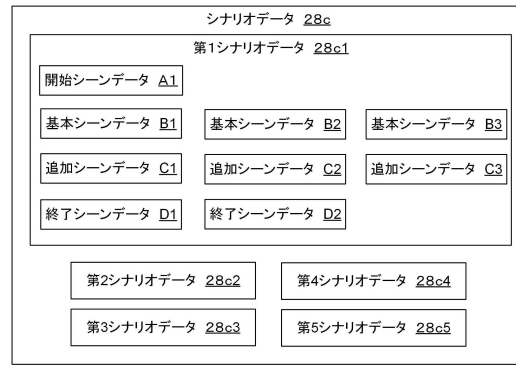 シナリオデータ 28c
第1シナリオデータ 28c1
開始シーンデータ A1
基本シーンデータ B1 基本シーンデータ B2 基本シーンデータ B3
追加シーンデータ C1 追加シーンデータ C2 追加シーンデータ C3
終了シーンデータ D1 終了シーンデータ D2
第2シナリオデータ 28c2 第4シナリオデータ 28c4
第3シナリオデータ 28c3 第5シナリオデータ 28c5